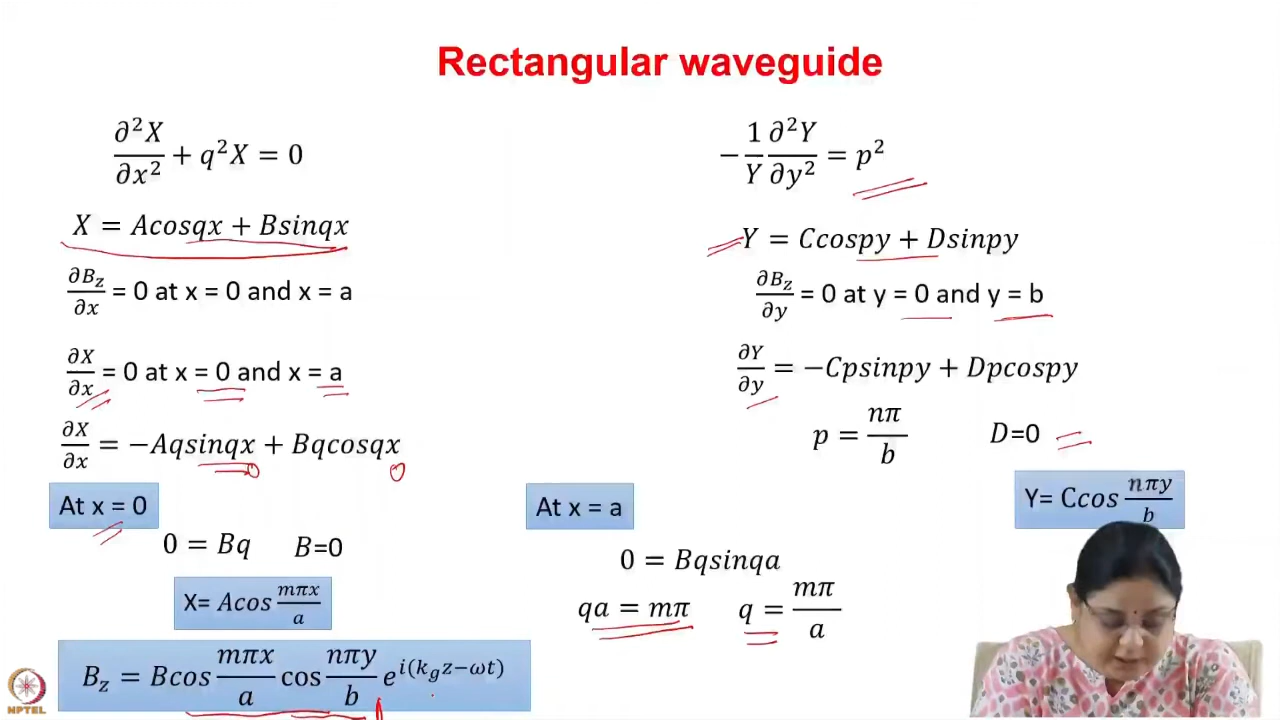 Rectangular waveguide
∂²X/∂x² + q²X = 0
X = Acosqx + Bsinqx
∂B_z/∂x = 0 at x = 0 and x = a
∂X/∂x = 0 at x = 0 and x = a
∂X/∂x = −Aqsinqx + Bqcosqx
0 0
At x = 0
0 = Bq B=0
X= Acos mπx/a
B_z = Bcos mπx/a cos nπy/b e^{i(k_g z−ωt)}
At x = a
0 = Bqsinqa
qa = mπ q = mπ/a
−1/Y ∂²Y/∂y² = p²
Y = Ccospy + Dsinpy
∂B_z/∂y = 0 at y = 0 and y = b
∂Y/∂y = −Cpsinpy + Dpcospy
p = nπ/b D=0
Y= Ccos nπy/b
NPTEL